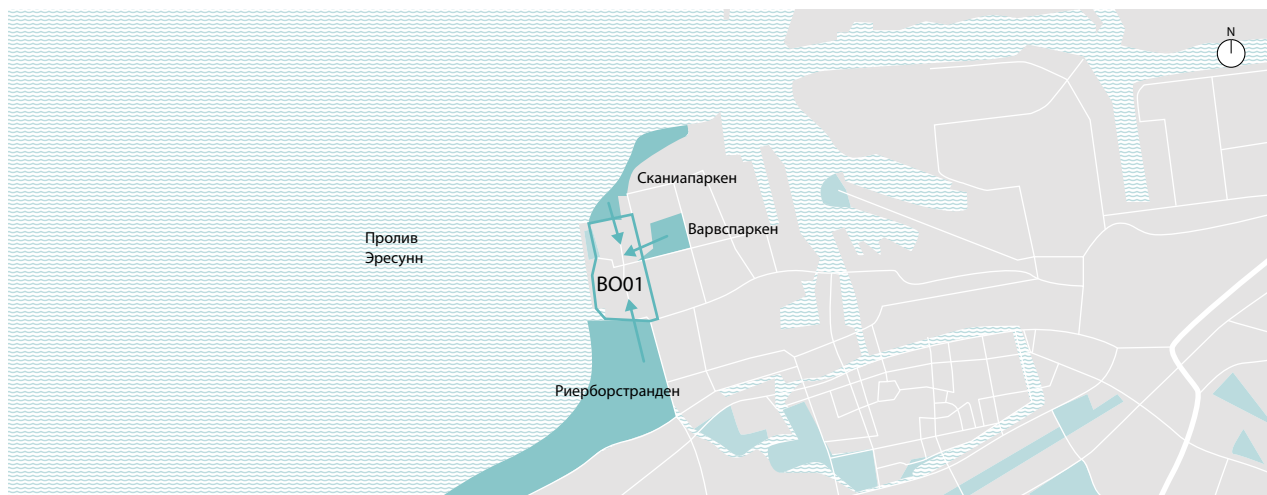 N
Сканиапаркен
Варвспаркен
Пролив
Эресунн
BO01
Риерборстранден